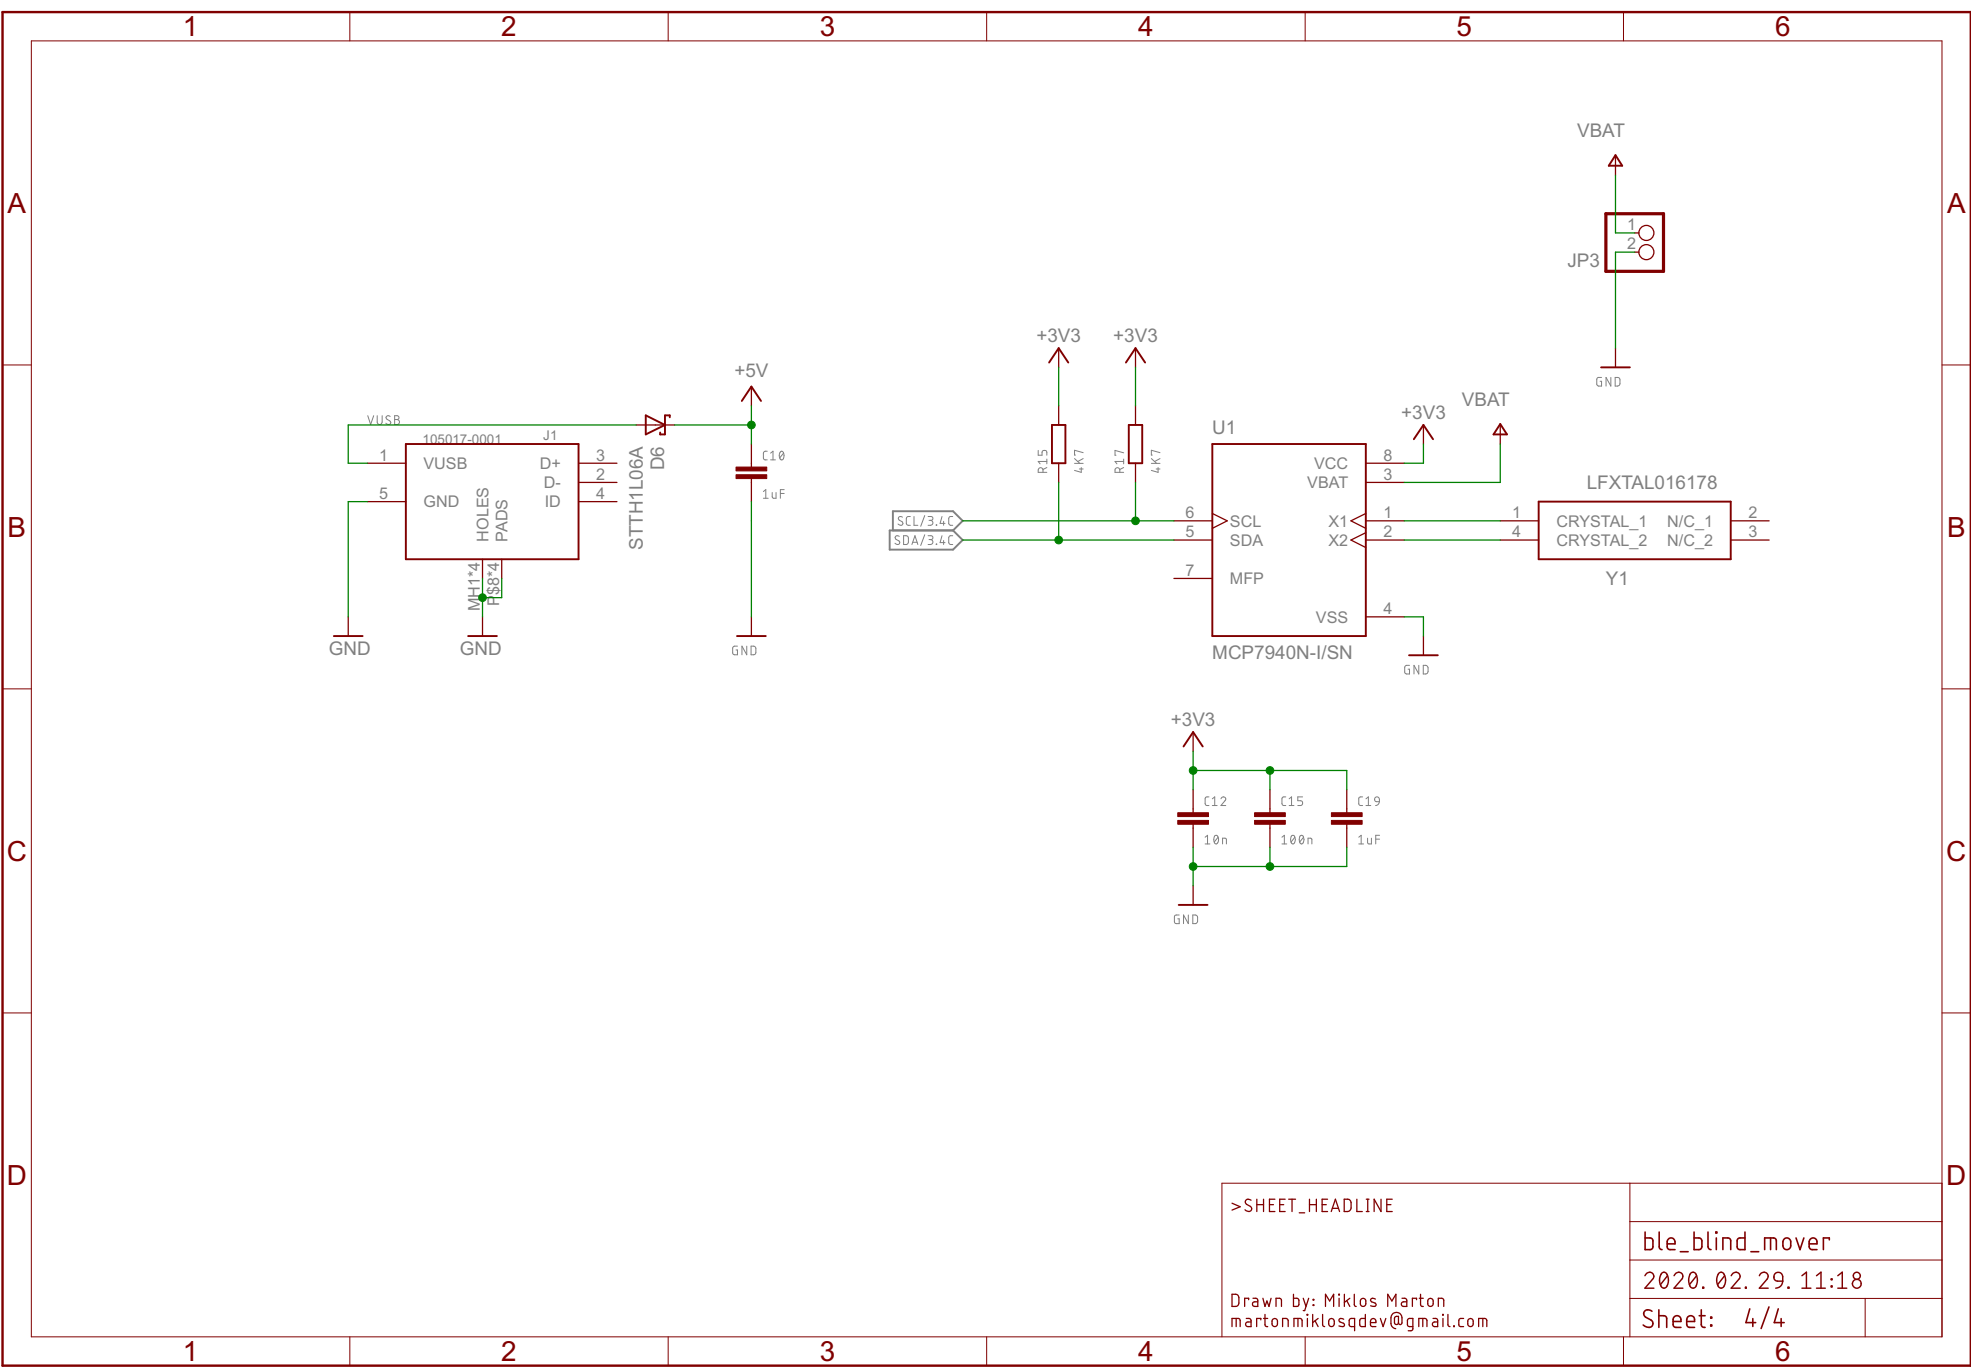 1 2 3 4 5 6
A A
VBAT
1
2
JP3
GND
+3V3 +3V3
+5V
VUSB
105017-0001 J1
1 VUSB D+ 3
D- 2
5 GND ID 4
HOLES
PADS
MH1*4
P$8*4
GND
GND
STTH1L06A
D6
C10
1uF
GND
R15
4K7
R17
4K7
SCL/3.4C
SDA/3.4C
U1
+3V3
VBAT
VCC 8
VBAT 3
6 SCL X1 1
5 SDA X2 2
7 MFP
VSS 4
MCP7940N-I/SN
GND
LFXTAL016178
1 CRYSTAL_1 N/C_1 2
4 CRYSTAL_2 N/C_2 3
Y1
B B
+3V3
C12 C15 C19
10n 100n 1uF
GND
C C
D D
>SHEET_HEADLINE
ble_blind_mover
2020. 02. 29. 11:18
Drawn by: Miklos Marton
martonmiklosqdev@gmail.com
Sheet: 4/4
1 2 3 4 5 6